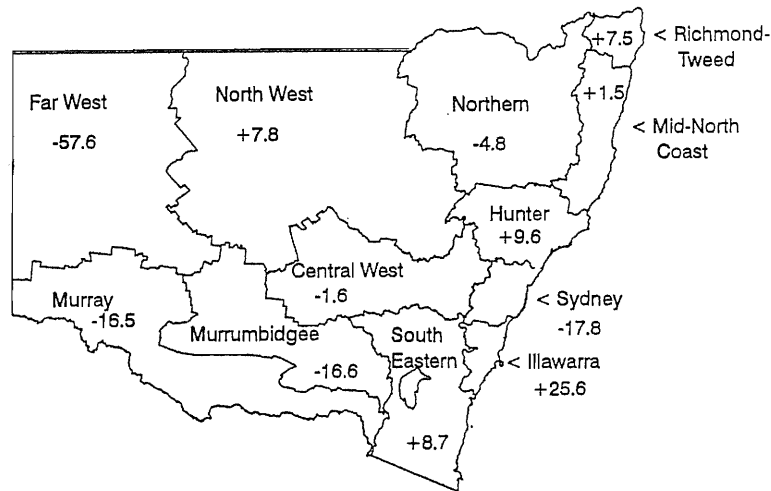 +7.5
< Richmond-
Tweed
Far West
-57.6
North West
+7.8
Northern
-4.8
+1.5
< Mid-North
Coast
Hunter
+9.6
Central West
-1.6
Murray
-16.5
Murrumbidgee
-16.6
South
Eastern
+8.7
< Sydney
-17.8
< Illawarra
+25.6